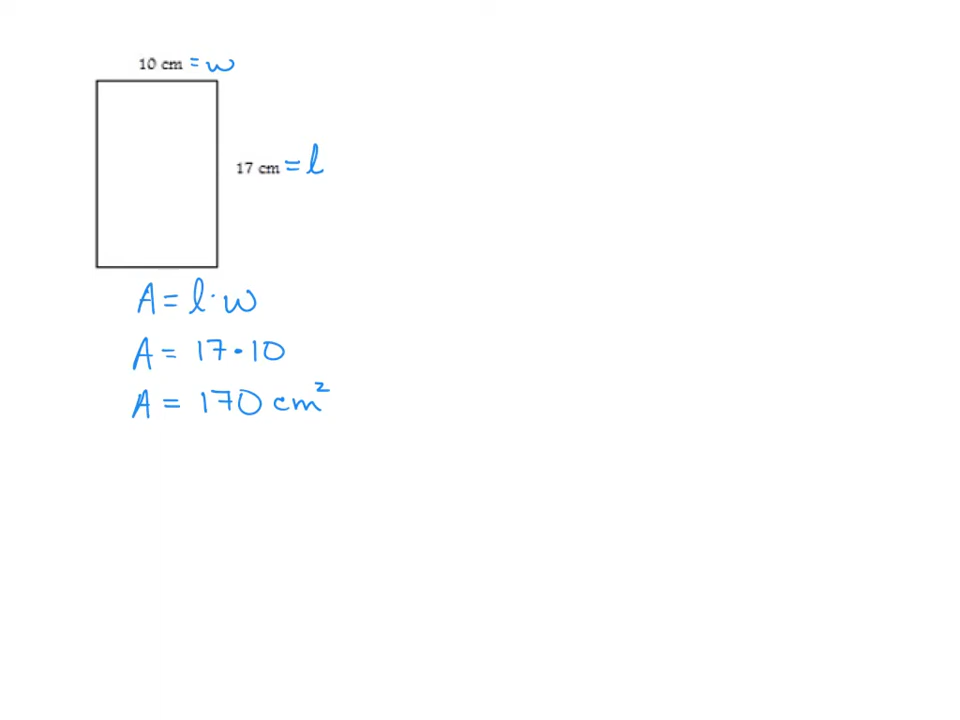 10 cm = w
17 cm = l
A = l · w
A = 17 · 10
A = 170 cm²